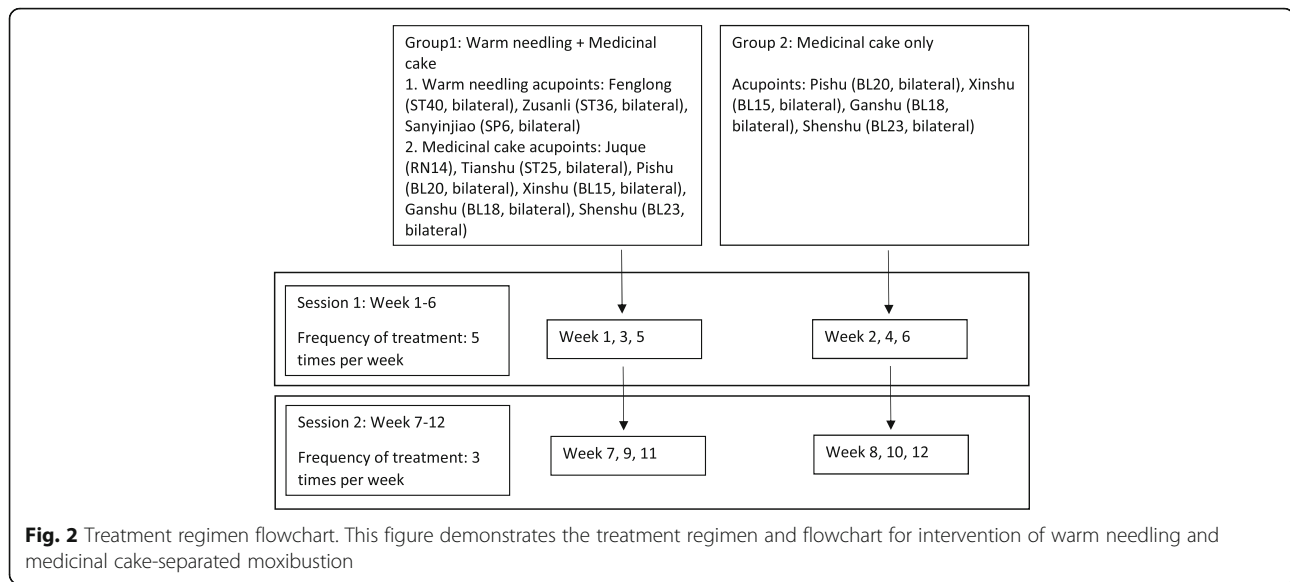 Group1: Warm needling + Medicinal
cake
1. Warm needling acupoints: Fenglong
(ST40, bilateral), Zusanli (ST36, bilateral),
Sanyinjiao (SP6, bilateral)
2. Medicinal cake acupoints: Juque
(RN14), Tianshu (ST25, bilateral), Pishu
(BL20, bilateral), Xinshu (BL15, bilateral),
Ganshu (BL18, bilateral), Shenshu (BL23,
bilateral)
Group 2: Medicinal cake only
Acupoints: Pishu (BL20, bilateral), Xinshu
(BL15, bilateral), Ganshu (BL18,
bilateral), Shenshu (BL23, bilateral)
Session 1: Week 1-6
Frequency of treatment: 5
times per week
Week 1, 3, 5
Week 2, 4, 6
Session 2: Week 7-12
Frequency of treatment: 3
times per week
Week 7, 9, 11
Week 8, 10, 12
Fig. 2 Treatment regimen flowchart. This figure demonstrates the treatment regimen and flowchart for intervention of warm needling and
medicinal cake-separated moxibustion